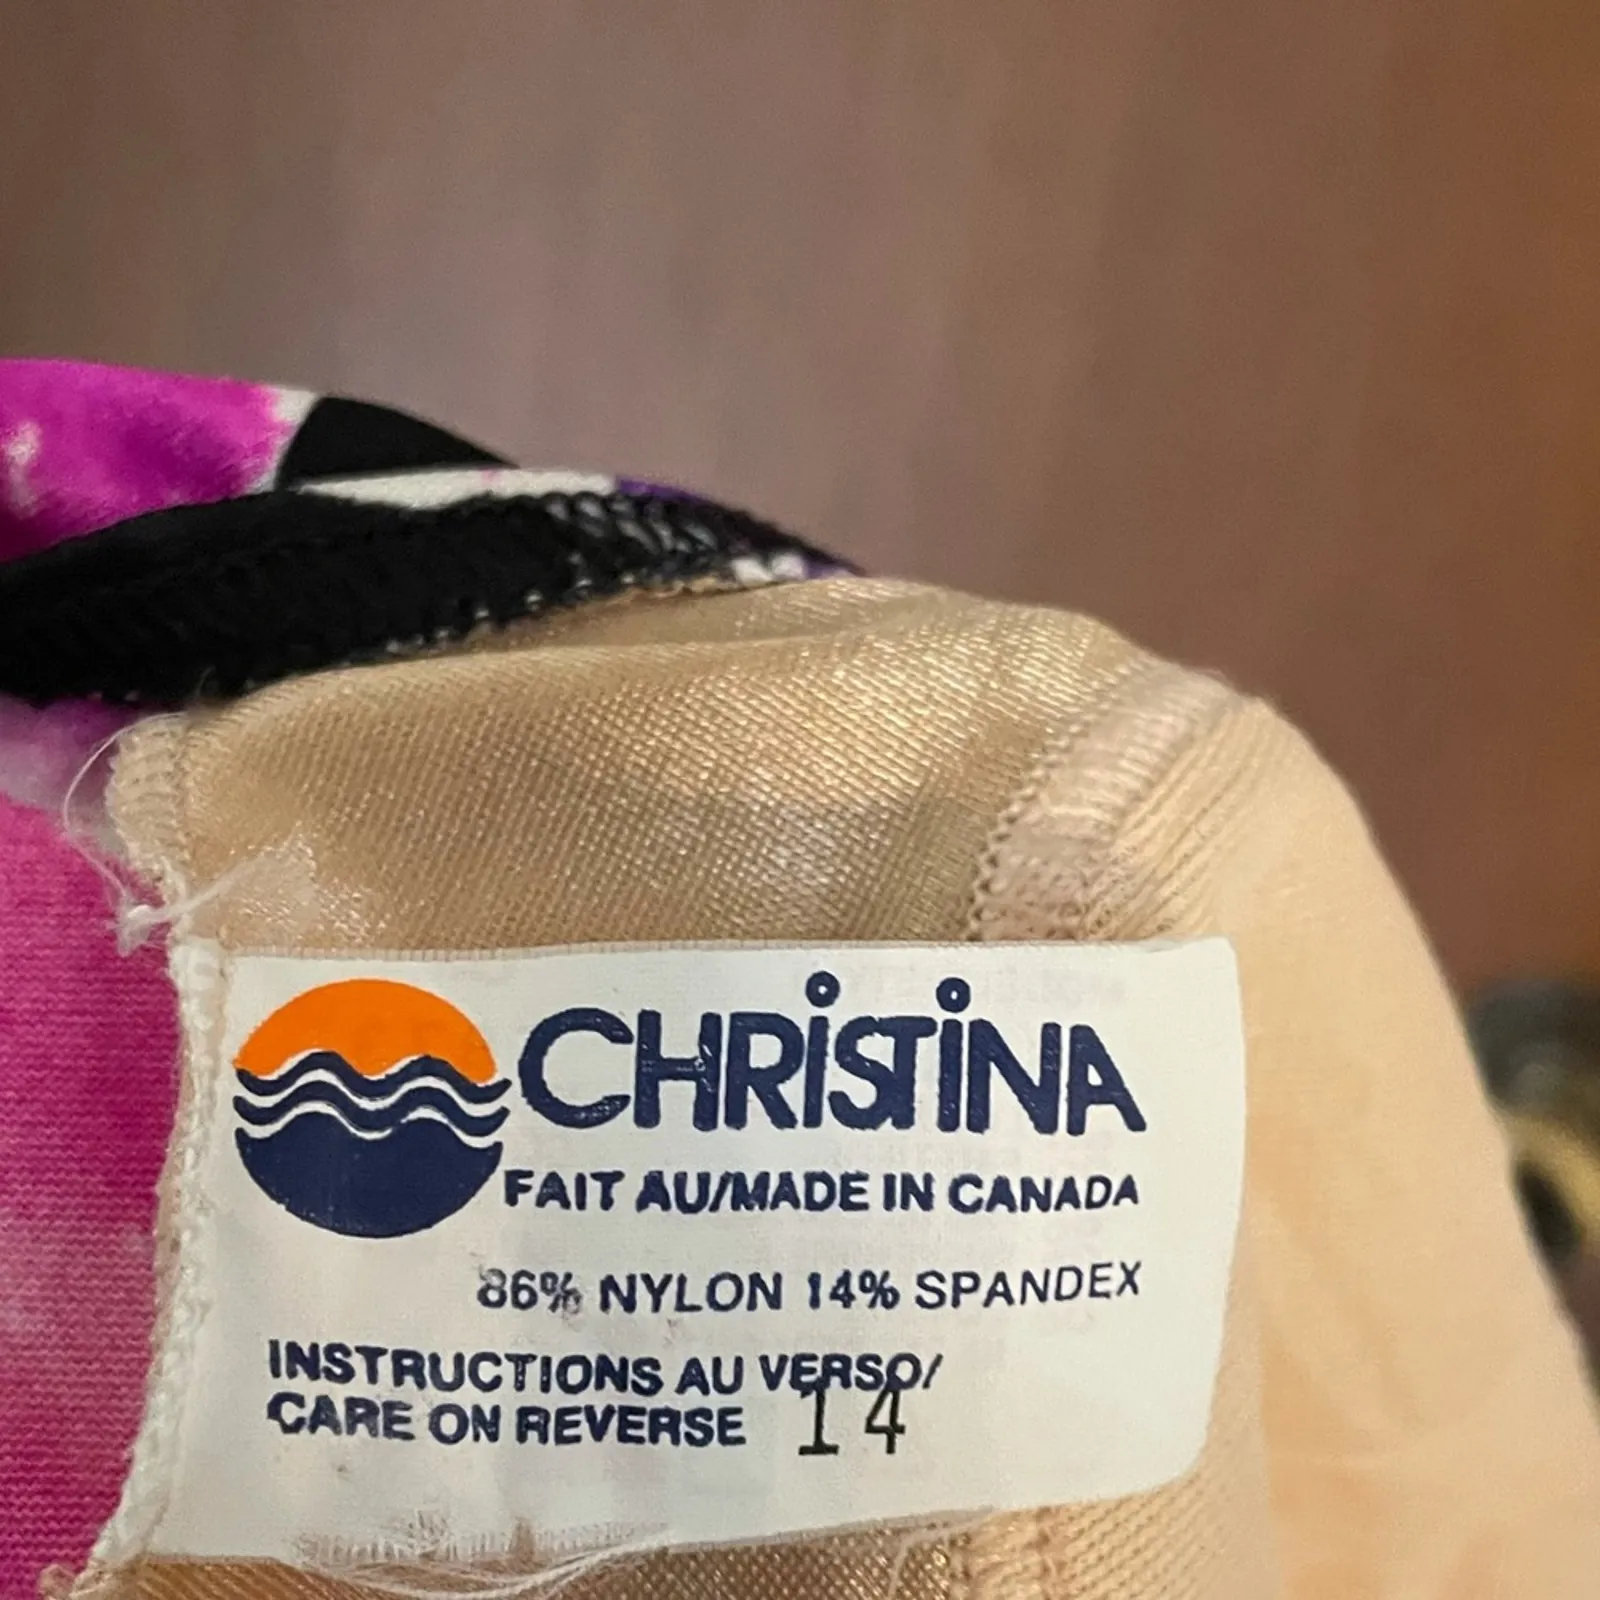 CHRISTINA
FAIT AU/MADE IN CANADA
86% NYLON 14% SPANDEX
INSTRUCTIONS AU VERSO/
CARE ON REVERSE 14